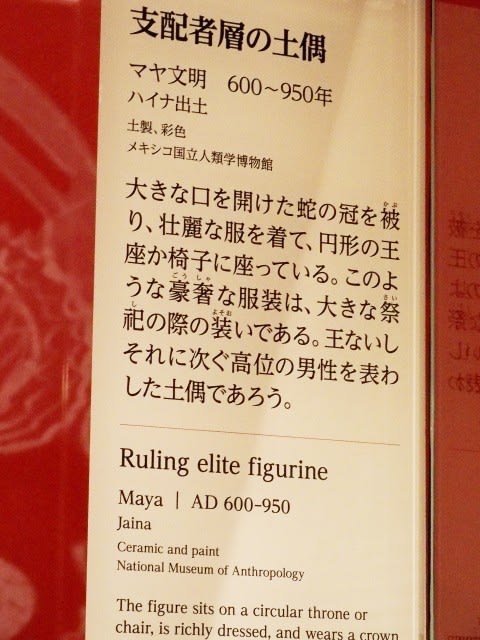 支配者層の土偶
マヤ文明　600～950年
ハイナ出土
土製、彩色
メキシコ国立人類学博物館
大きな口を開けた蛇の冠を被
り、壮麗な服を着て、円形の王
座か椅子に座っている。このよ
うな豪奢な服装は、大きな祭
祀の際の装いである。王ないし
それに次ぐ高位の男性を表わ
した土偶であろう。
Ruling elite figurine
Maya | AD 600–950
Jaina
Ceramic and paint
National Museum of Anthropology
The figure sits on a circular throne or
chair, is richly dressed, and wears a crown